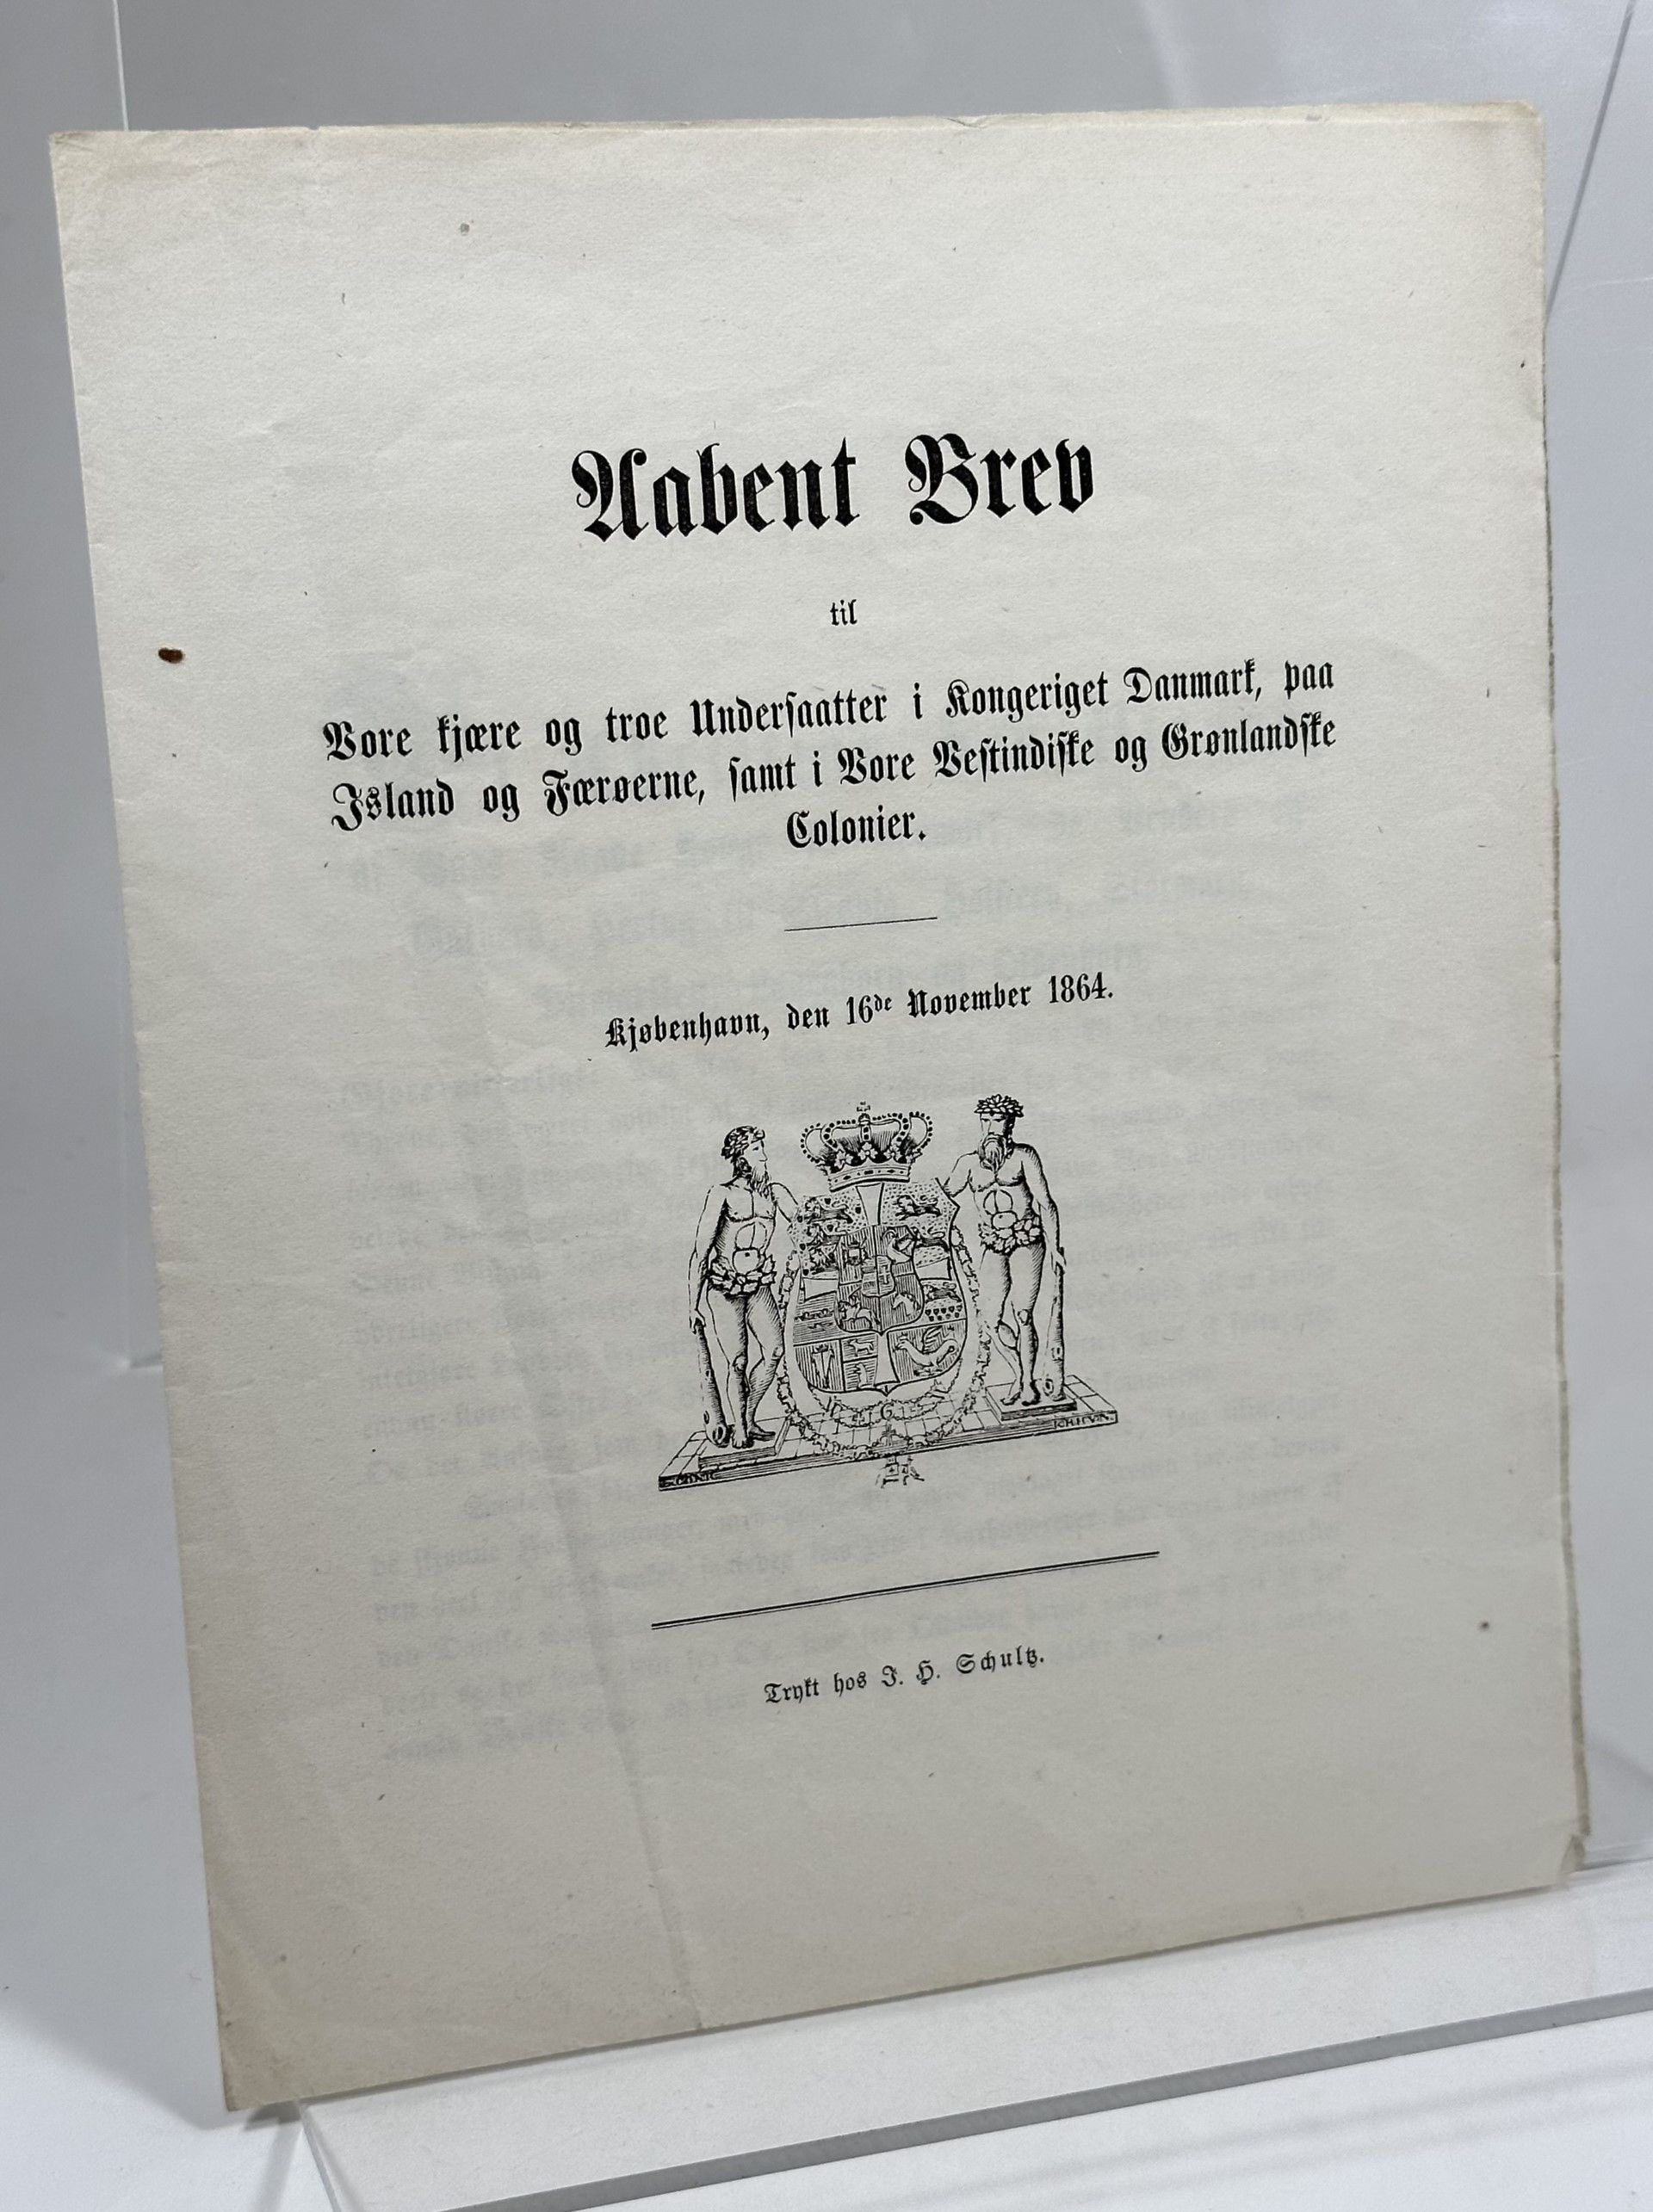 Aabent Brev
til
Vore kjære og troe Undersaatter i Kongeriget Danmark, paa
Island og Færøerne, samt i Vore Vestindiske og Grønlandske
Colonier.
Kjøbenhavn, den 16de November 1864.
Trykt hos J. H. Schultz.